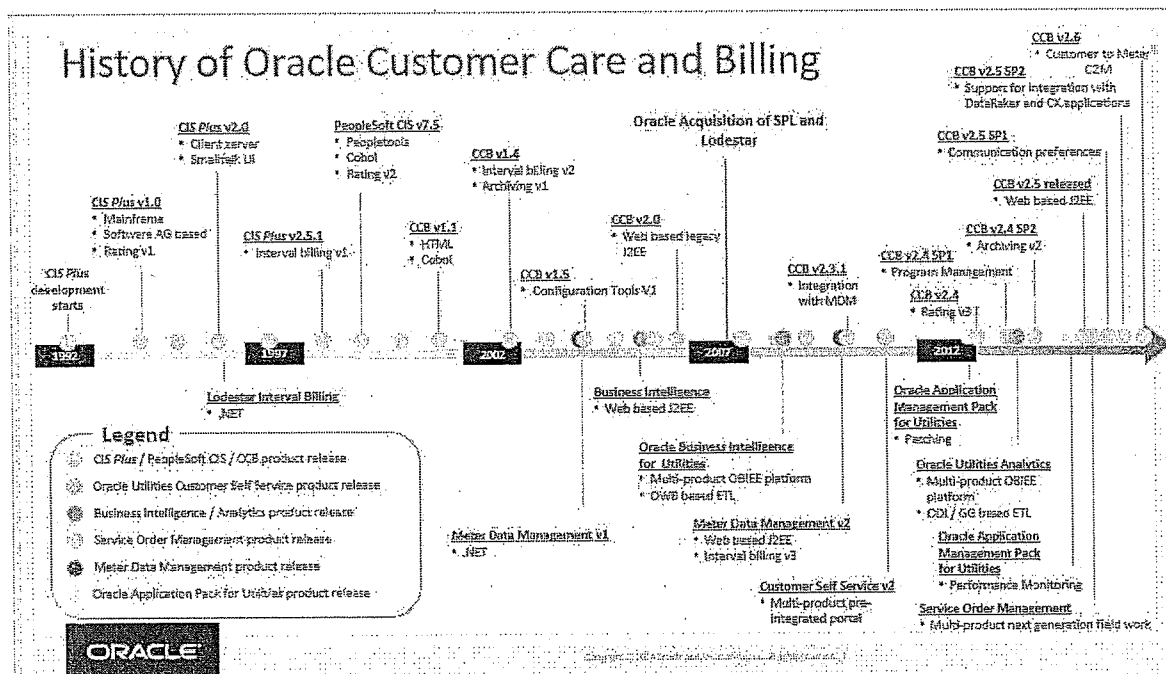 History of Oracle Customer Care and Billing
CIS Plus
development
starts
CIS Plus v1.0
* Mainframe
* Software AG based
* Rating v1
CIS Plus v2.0
* Client server
* Smalltalk UI
CIS Plus v2.5.1
* Interval billing v1
PeopleSoft CIS v7.5
* Peopletools
* Cobol
* Rating v2
CCB v1.1
* HTML
* Cobol
CCB v1.4
* Interval billing v2
* Archiving v1
CCB v1.5
* Configuration Tools V1
CCB v2.0
* Web based legacy
J2EE
Oracle Acquisition of SPL and
Lodestar
CCB v2.3.1
* Integration
with MDM
CCB v2.4
* Rating v3
CCB v2.4 SP1
* Program Management
CCB v2.4 SP2
* Archiving v2
CCB v2.5 released
* Web based J2EE
CCB v2.5 SP1
* Communication preferences
CCB v2.5 SP2
* Support for integration with
DataRaker and CX applications
CCB v2.6
* Customer to Meter
C2M
1992
1997
2002
2007
2012
Lodestar Interval Billing
* .NET
Meter Data Management v1
* .NET
Business Intelligence
* Web based J2EE
Oracle Business Intelligence
for Utilities
* Multi-product OBIEE platform
* OWB based ETL
Meter Data Management v2
* Web based J2EE
* Interval billing v3
Customer Self Service v2
* Multi-product pre-
integrated portal
Oracle Application
Management Pack
for Utilities
* Patching
Oracle Utilities Analytics
* Multi-product OBIEE
platform
* ODI / GG based ETL
Oracle Application
Management Pack
for Utilities
* Performance Monitoring
Service Order Management
* Multi-product next generation field work
Legend
CIS Plus / PeopleSoft CIS / CCB product release
Oracle Utilities Customer Self Service product release
Business Intelligence / Analytics product release
Service Order Management product release
Meter Data Management product release
Oracle Application Pack for Utilities product release
ORACLE